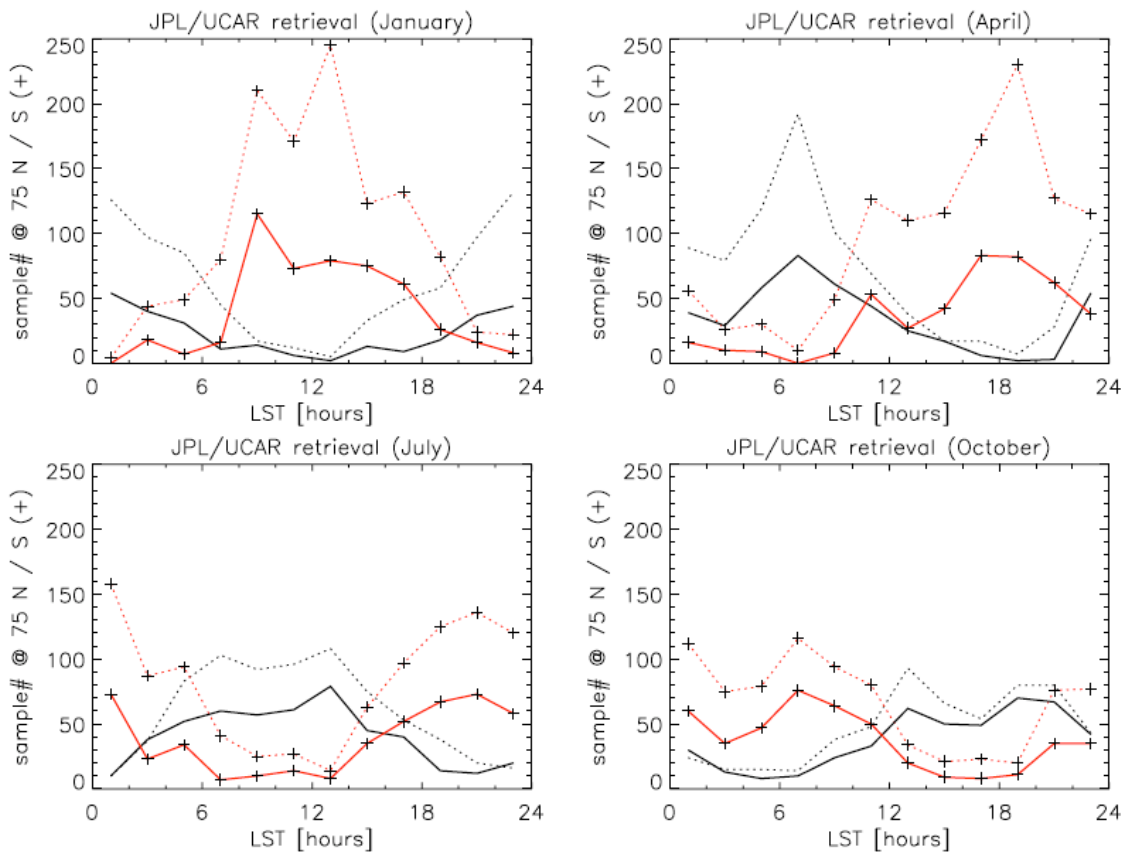 JPL/UCAR retrieval (January)
sample# @ 75 N / S (+)
250
200
150
100
50
0
0 6 12 18 24
LST [hours]
JPL/UCAR retrieval (April)
sample# @ 75 N / S (+)
250
200
150
100
50
0
0 6 12 18 24
LST [hours]
JPL/UCAR retrieval (July)
sample# @ 75 N / S (+)
250
200
150
100
50
0
0 6 12 18 24
LST [hours]
JPL/UCAR retrieval (October)
sample# @ 75 N / S (+)
250
200
150
100
50
0
0 6 12 18 24
LST [hours]